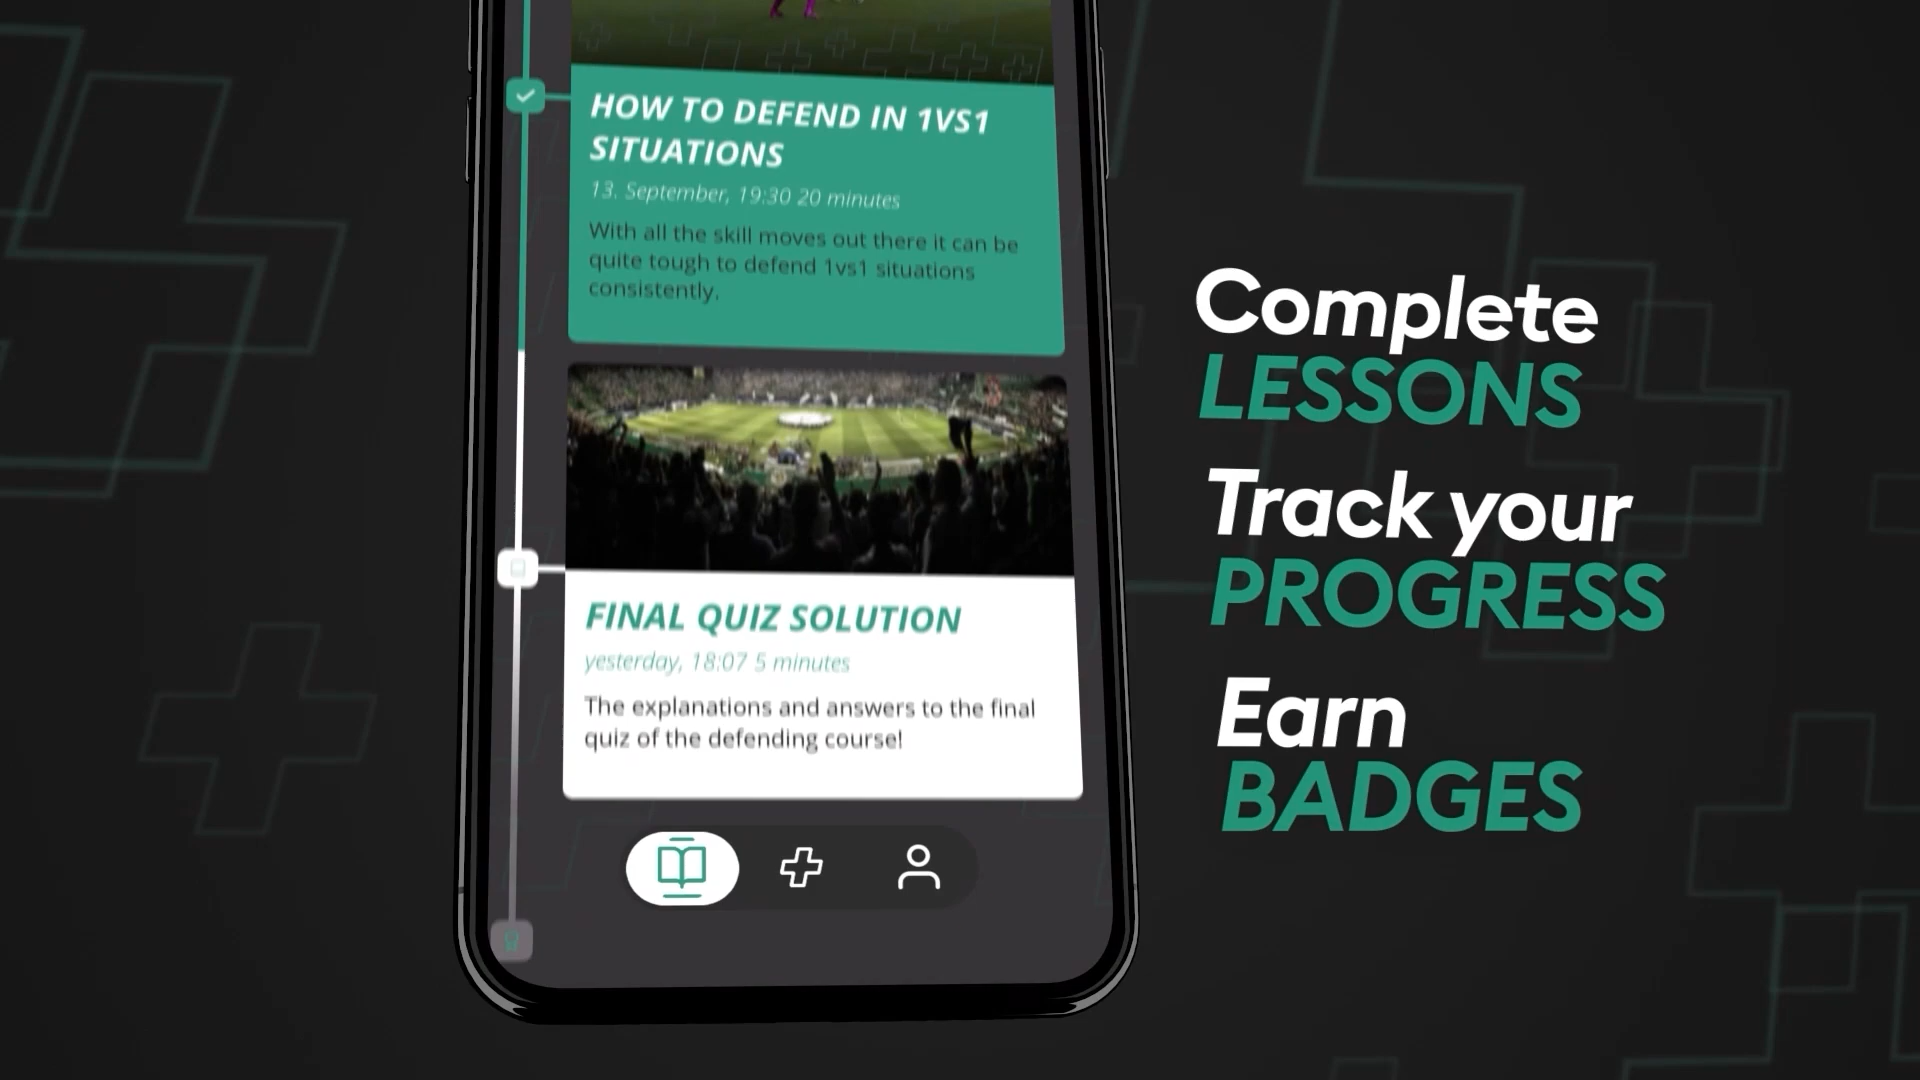 HOW TO DEFEND IN 1VS1
SITUATIONS
13. September, 19:30 20 minutes
With all the skill moves out there it can be
quite tough to defend 1vs1 situations
consistently.
FINAL QUIZ SOLUTION
yesterday, 18:07 5 minutes
The explanations and answers to the final
quiz of the defending course!
Complete
LESSONS
Track your
PROGRESS
Earn
BADGES